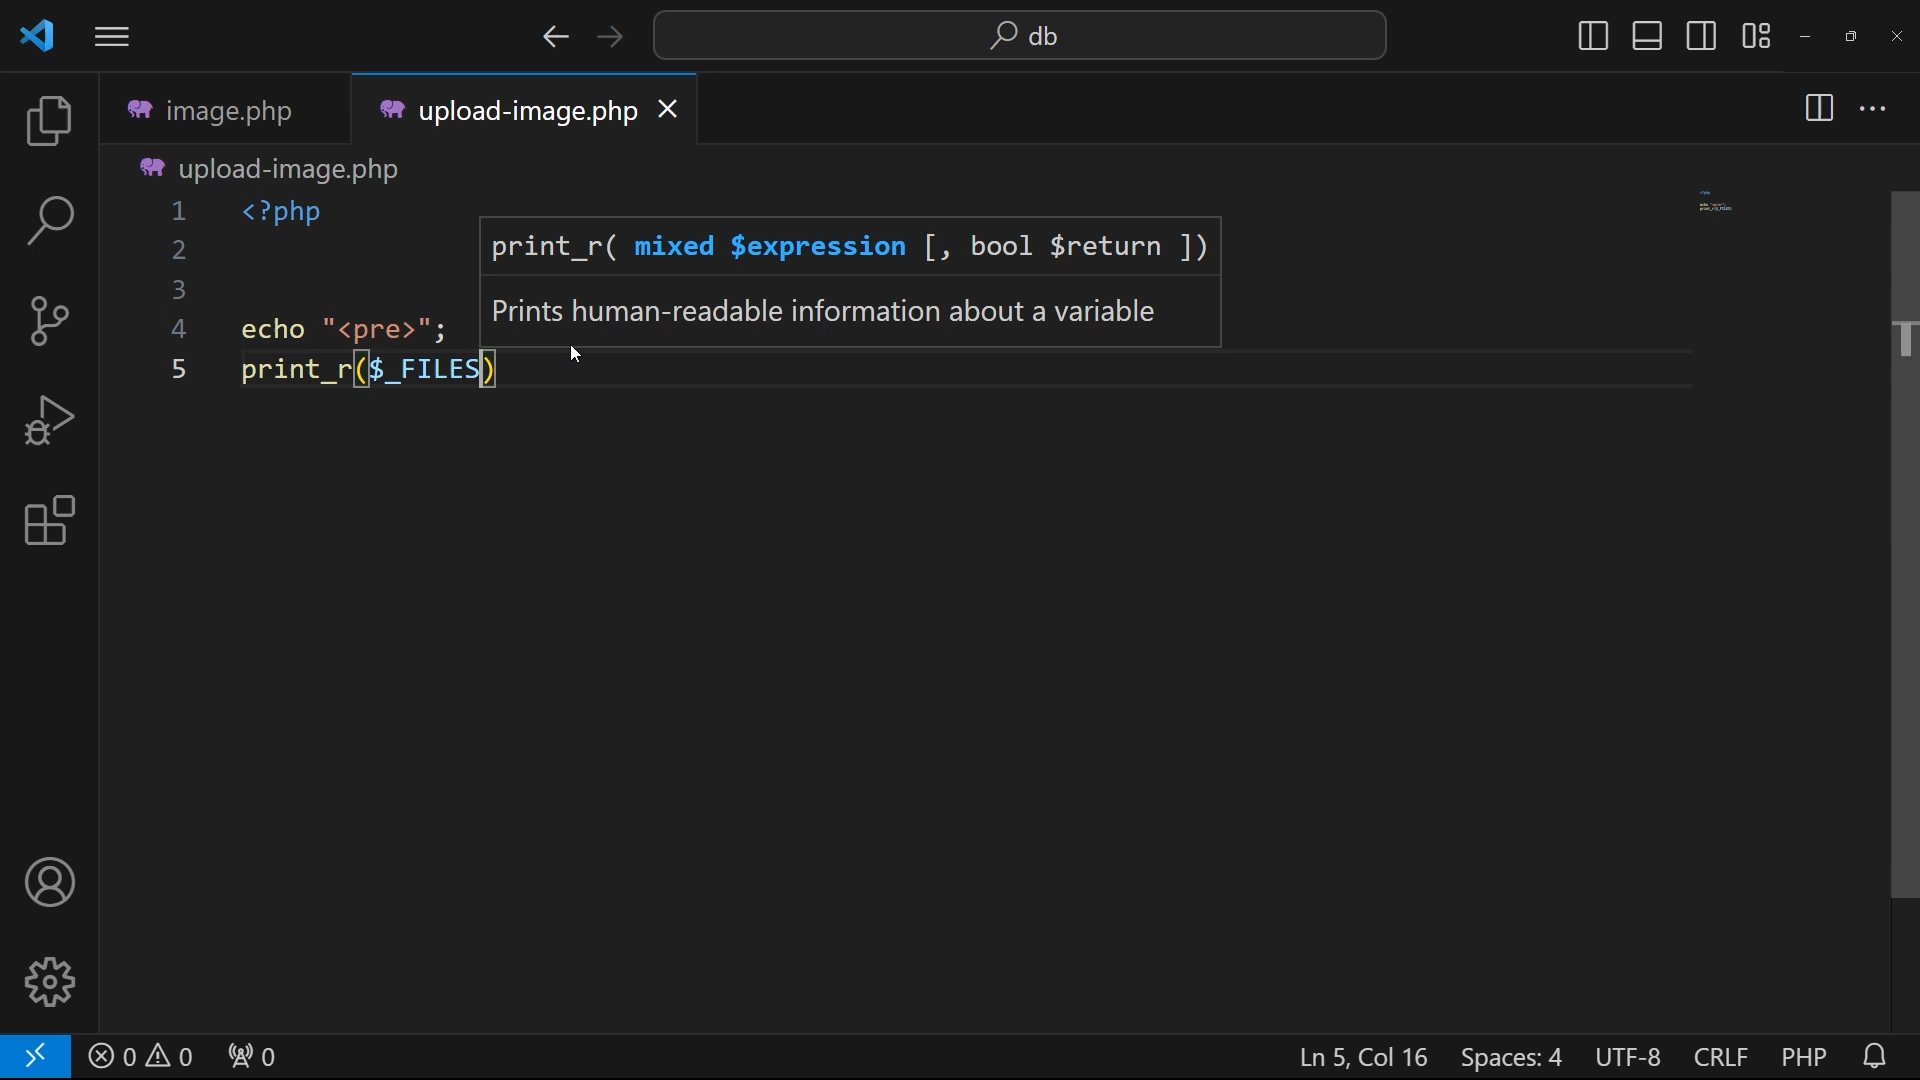 db
image.php
upload-image.php
upload-image.php
1 <?php
2
3
4 echo "<pre>";
5 print_r($_FILES)
print_r( mixed $expression [, bool $return ])
Prints human-readable information about a variable
0 0 0
Ln 5, Col 16 Spaces: 4 UTF-8 CRLF PHP